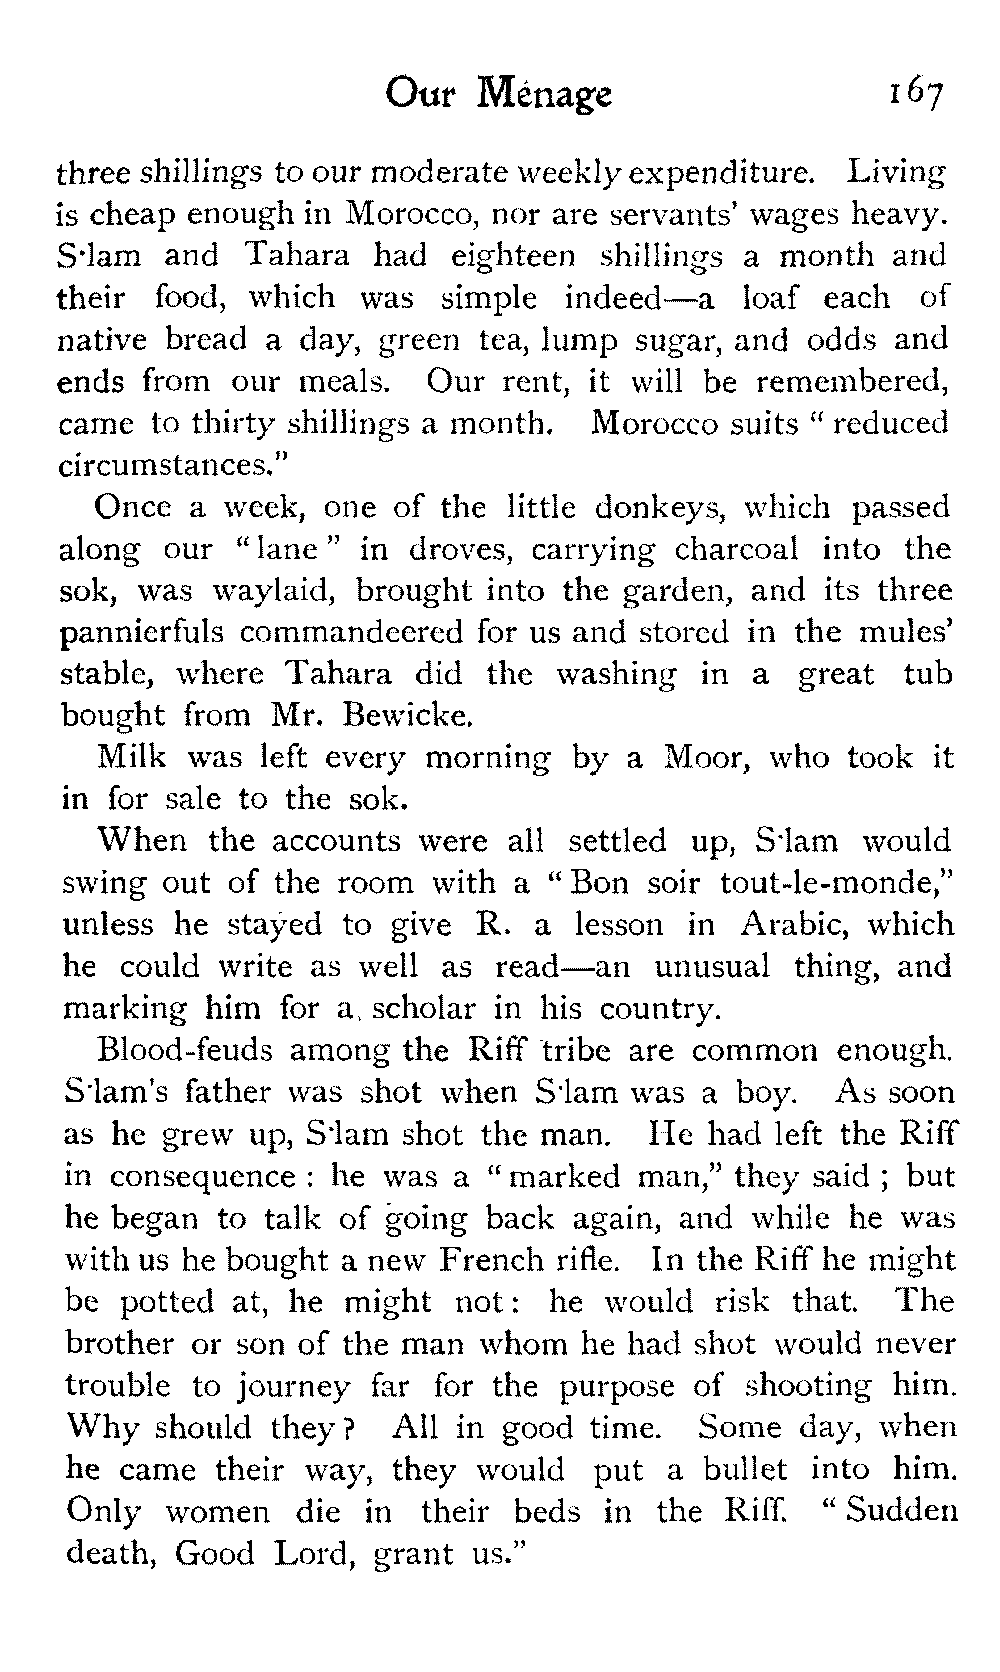 Our Ménage 167
three shillings to our moderate weekly expenditure. Living
is cheap enough in Morocco, nor are servants' wages heavy.
S·lam and Tahara had eighteen shillings a month and
their food, which was simple indeed—a loaf each of
native bread a day, green tea, lump sugar, and odds and
ends from our meals. Our rent, it will be remembered,
came to thirty shillings a month. Morocco suits "reduced
circumstances."
Once a week, one of the little donkeys, which passed
along our "lane" in droves, carrying charcoal into the
sok, was waylaid, brought into the garden, and its three
pannierfuls commandeered for us and stored in the mules'
stable, where Tahara did the washing in a great tub
bought from Mr. Bewicke.
Milk was left every morning by a Moor, who took it
in for sale to the sok.
When the accounts were all settled up, S·lam would
swing out of the room with a "Bon soir tout-le-monde,"
unless he stayed to give R. a lesson in Arabic, which
he could write as well as read—an unusual thing, and
marking him for a scholar in his country.
Blood-feuds among the Riff tribe are common enough.
S·lam's father was shot when S·lam was a boy. As soon
as he grew up, S·lam shot the man. He had left the Riff
in consequence : he was a "marked man," they said ; but
he began to talk of going back again, and while he was
with us he bought a new French rifle. In the Riff he might
be potted at, he might not : he would risk that. The
brother or son of the man whom he had shot would never
trouble to journey far for the purpose of shooting him.
Why should they? All in good time. Some day, when
he came their way, they would put a bullet into him.
Only women die in their beds in the Riff. "Sudden
death, Good Lord, grant us."